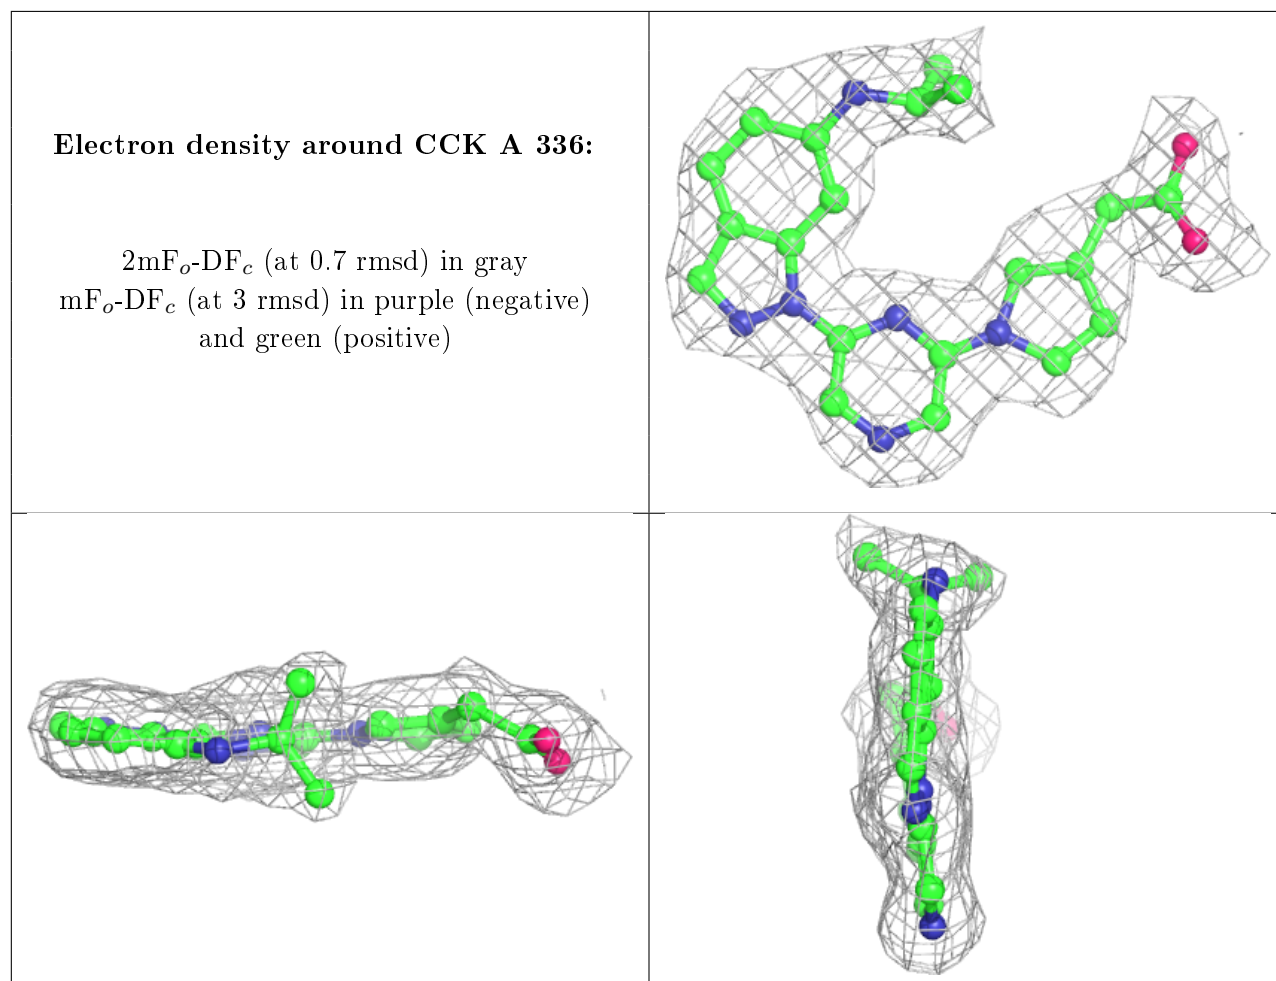 Electron density around CCK A 336:
2mFo-DFc (at 0.7 rmsd) in gray
mFo-DFc (at 3 rmsd) in purple (negative)
and green (positive)